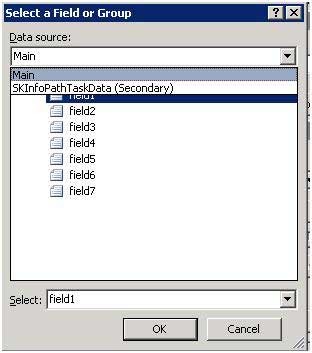 Select a Field or Group
Data source:
Main
Main
SKInfoPathTaskData (Secondary)
field1
field2
field3
field4
field5
field6
field7
Select: field1
OK Cancel